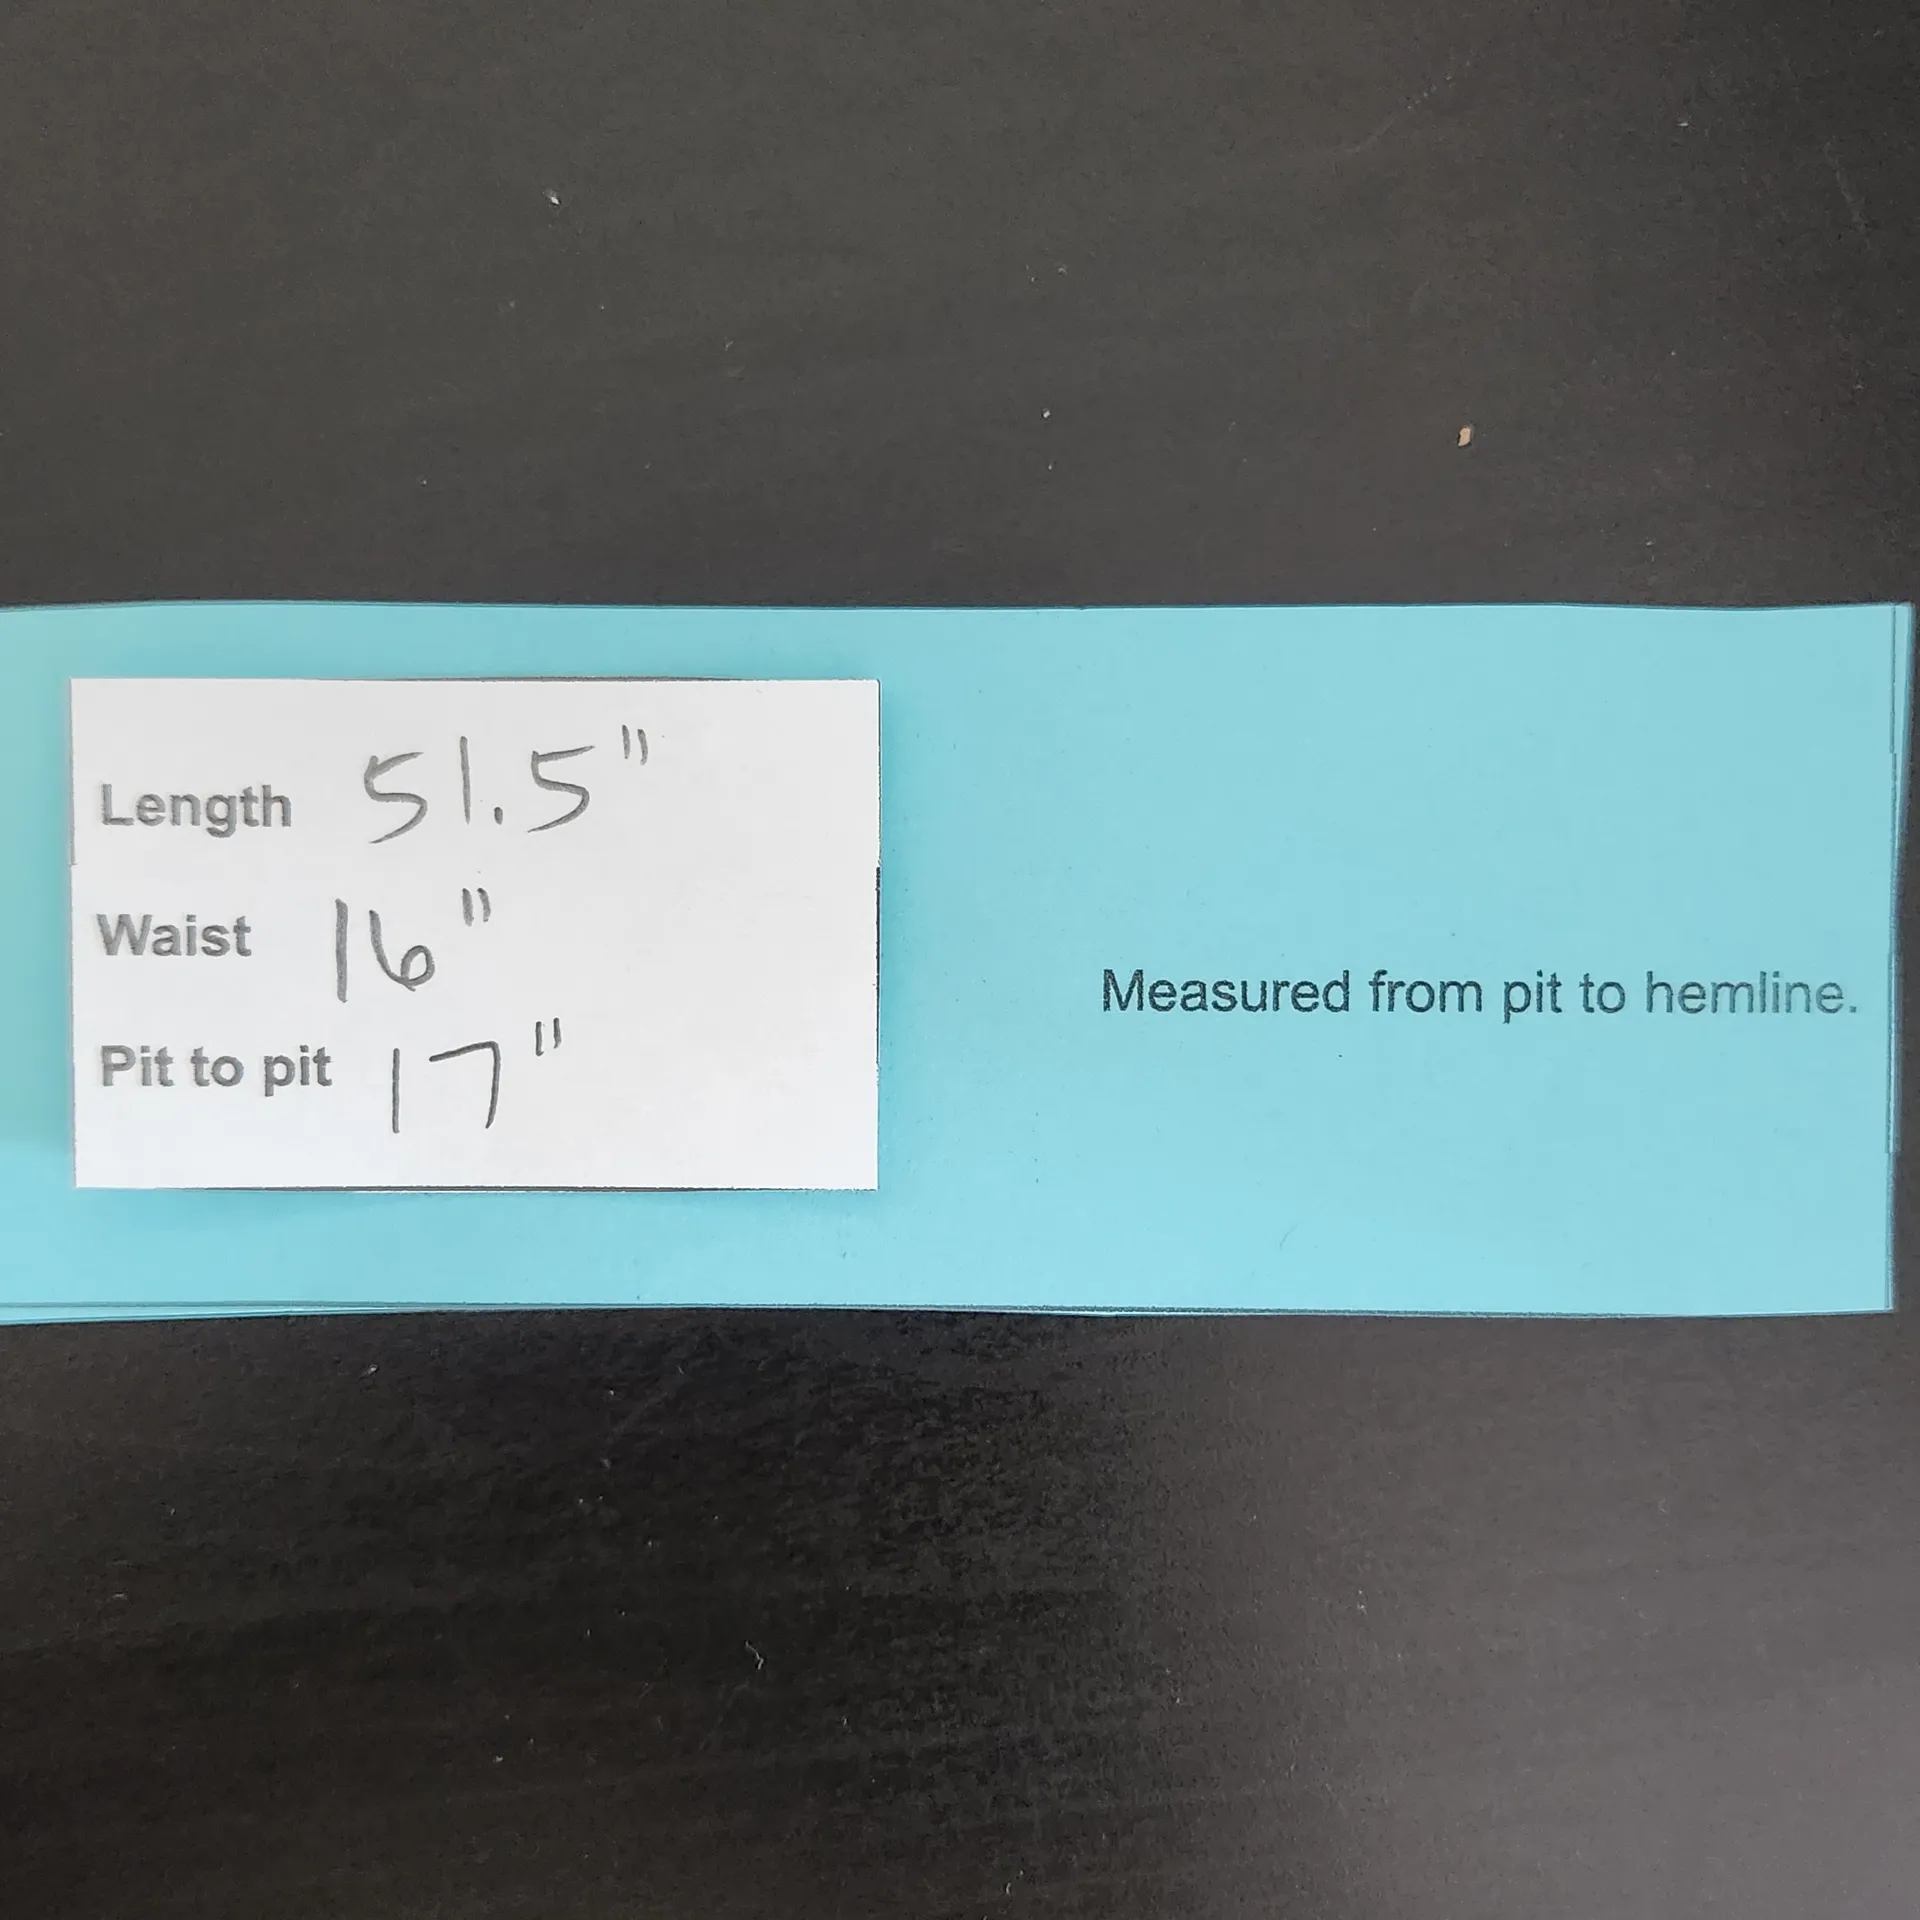 Length 51.5"
Waist 16"
Pit to pit 17"
Measured from pit to hemline.